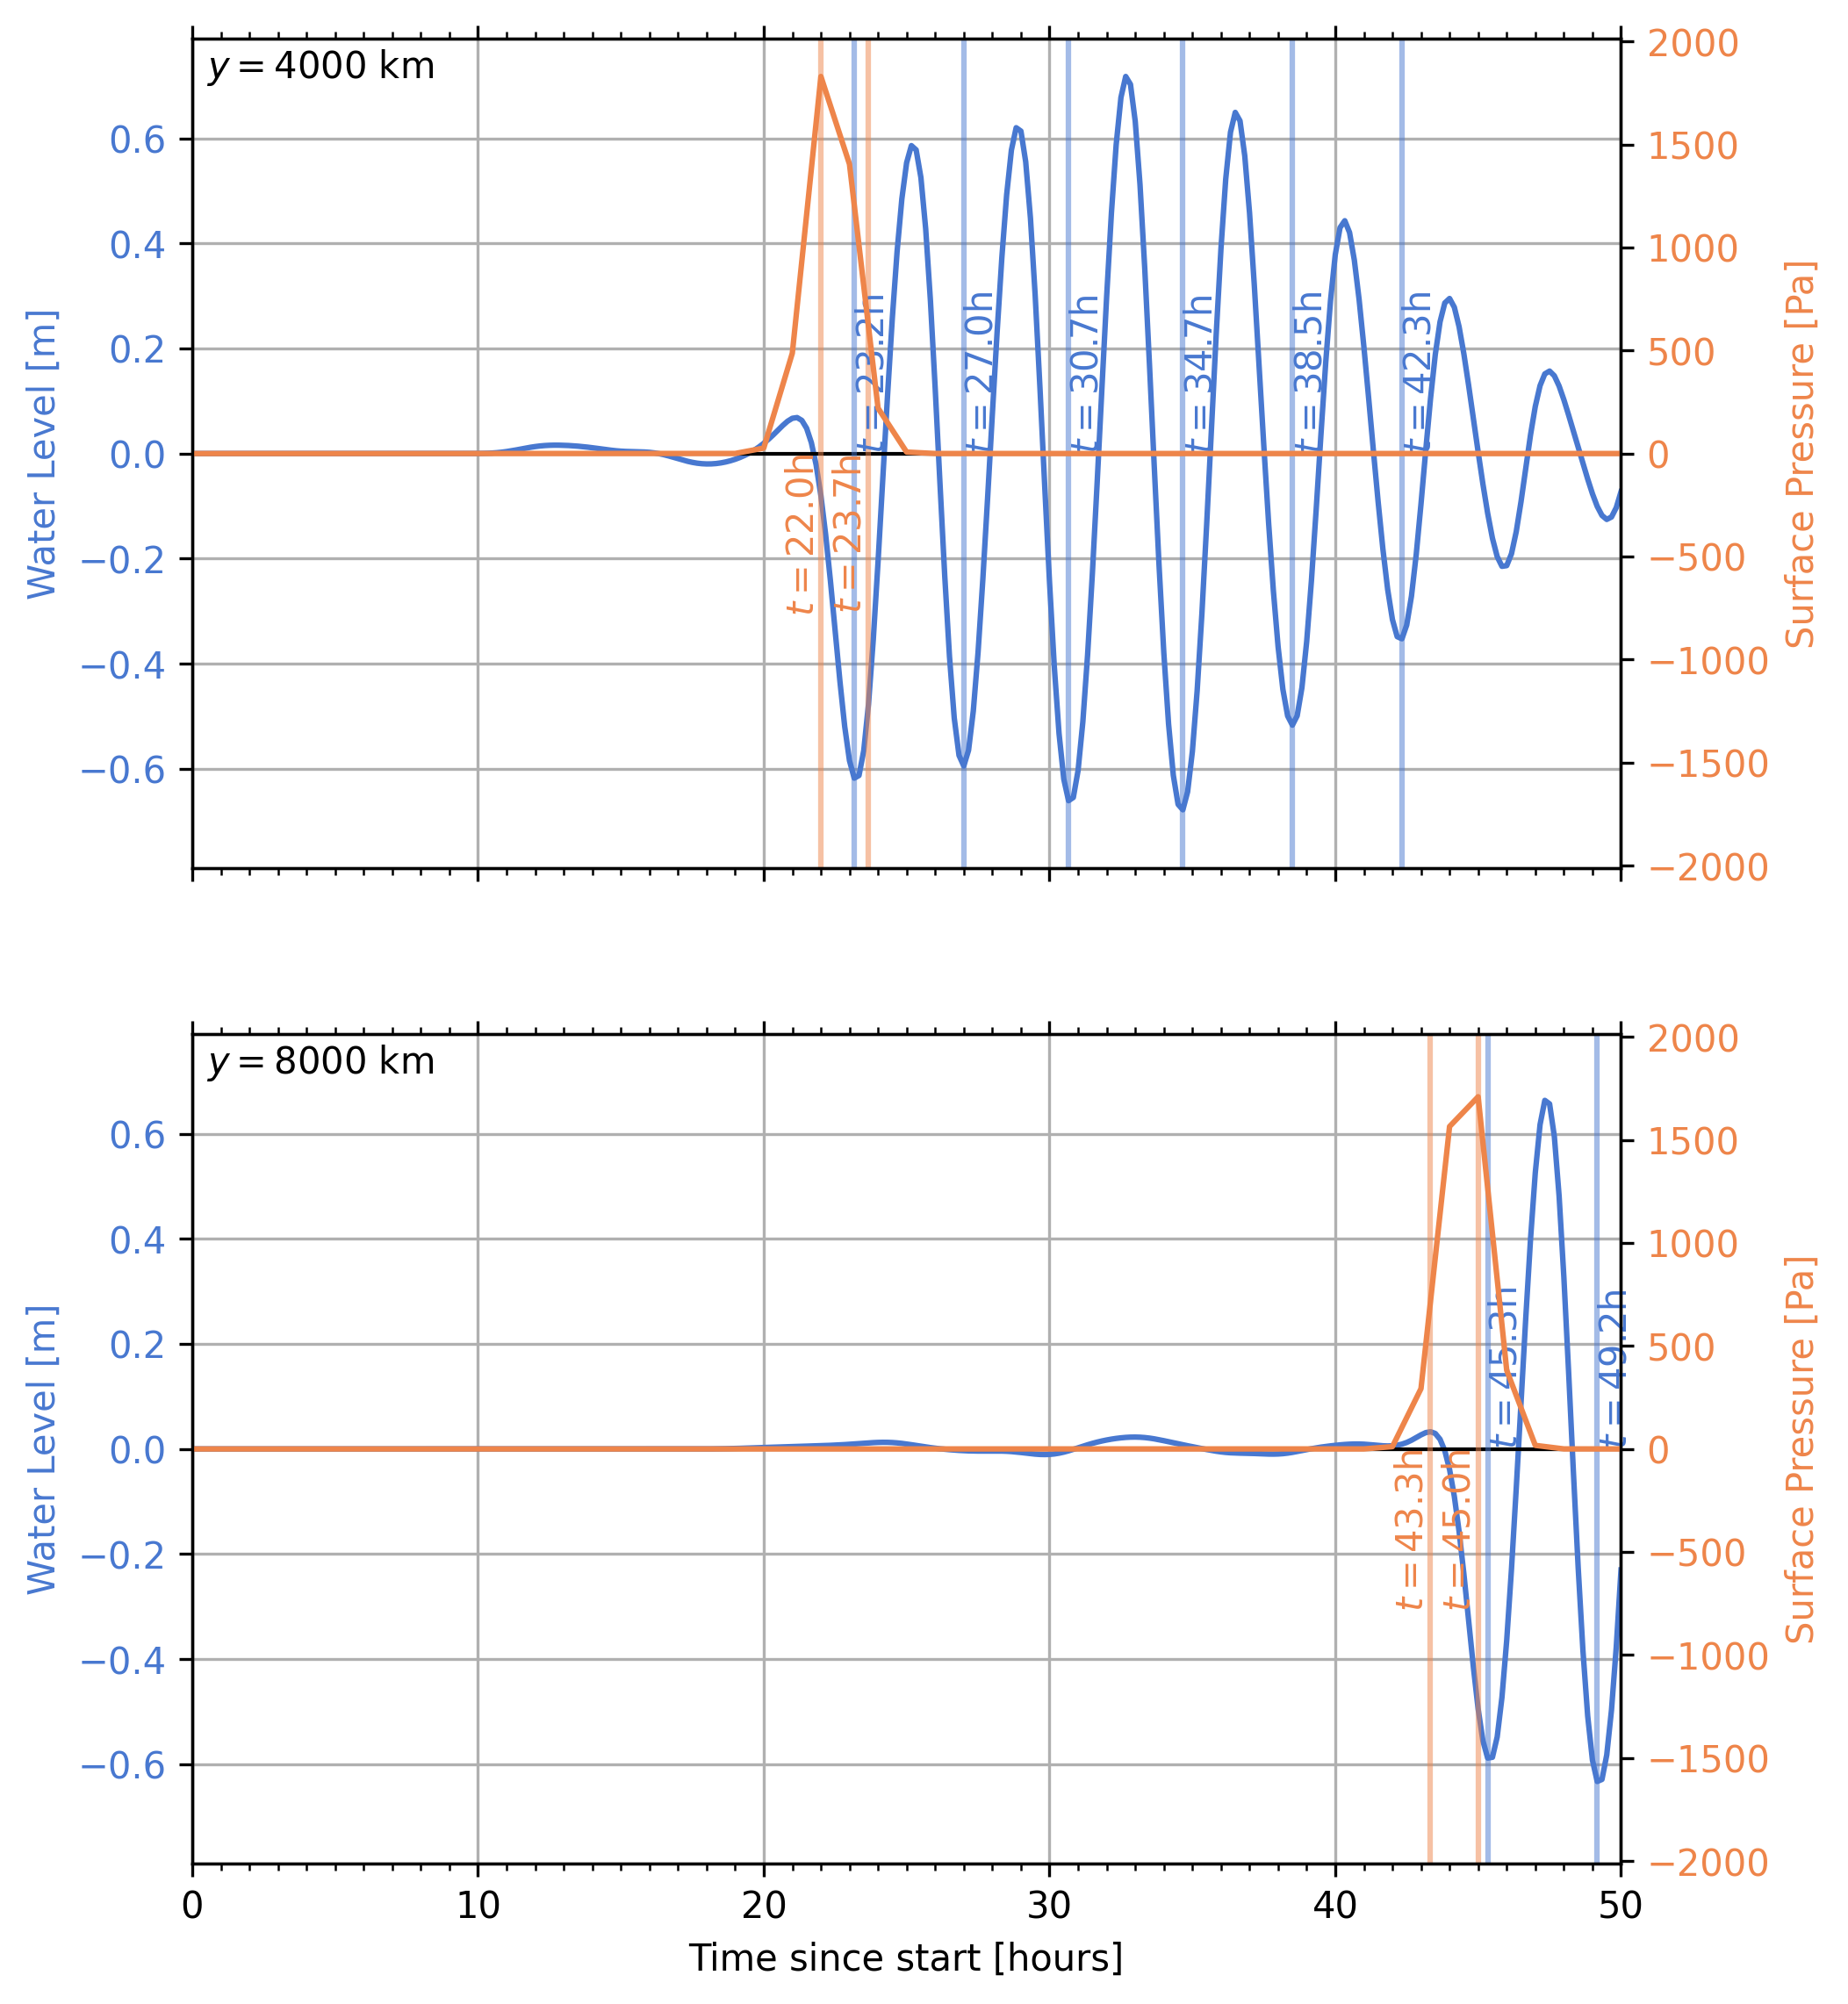 y = 4000 km
Water Level [m]
0.6
0.4
0.2
0.0
−0.2
−0.4
−0.6
2000
1500
1000
500
0
−500
−1000
−1500
−2000
Surface Pressure [Pa]
t = 22.0h
t = 23.7h
t = 23.2h
t = 27.0h
t = 30.7h
t = 34.7h
t = 38.5h
t = 42.3h
y = 8000 km
Water Level [m]
0.6
0.4
0.2
0.0
−0.2
−0.4
−0.6
2000
1500
1000
500
0
−500
−1000
−1500
−2000
Surface Pressure [Pa]
t = 43.3h
t = 45.0h
t = 45.3h
t = 49.2h
0 10 20 30 40 50
Time since start [hours]